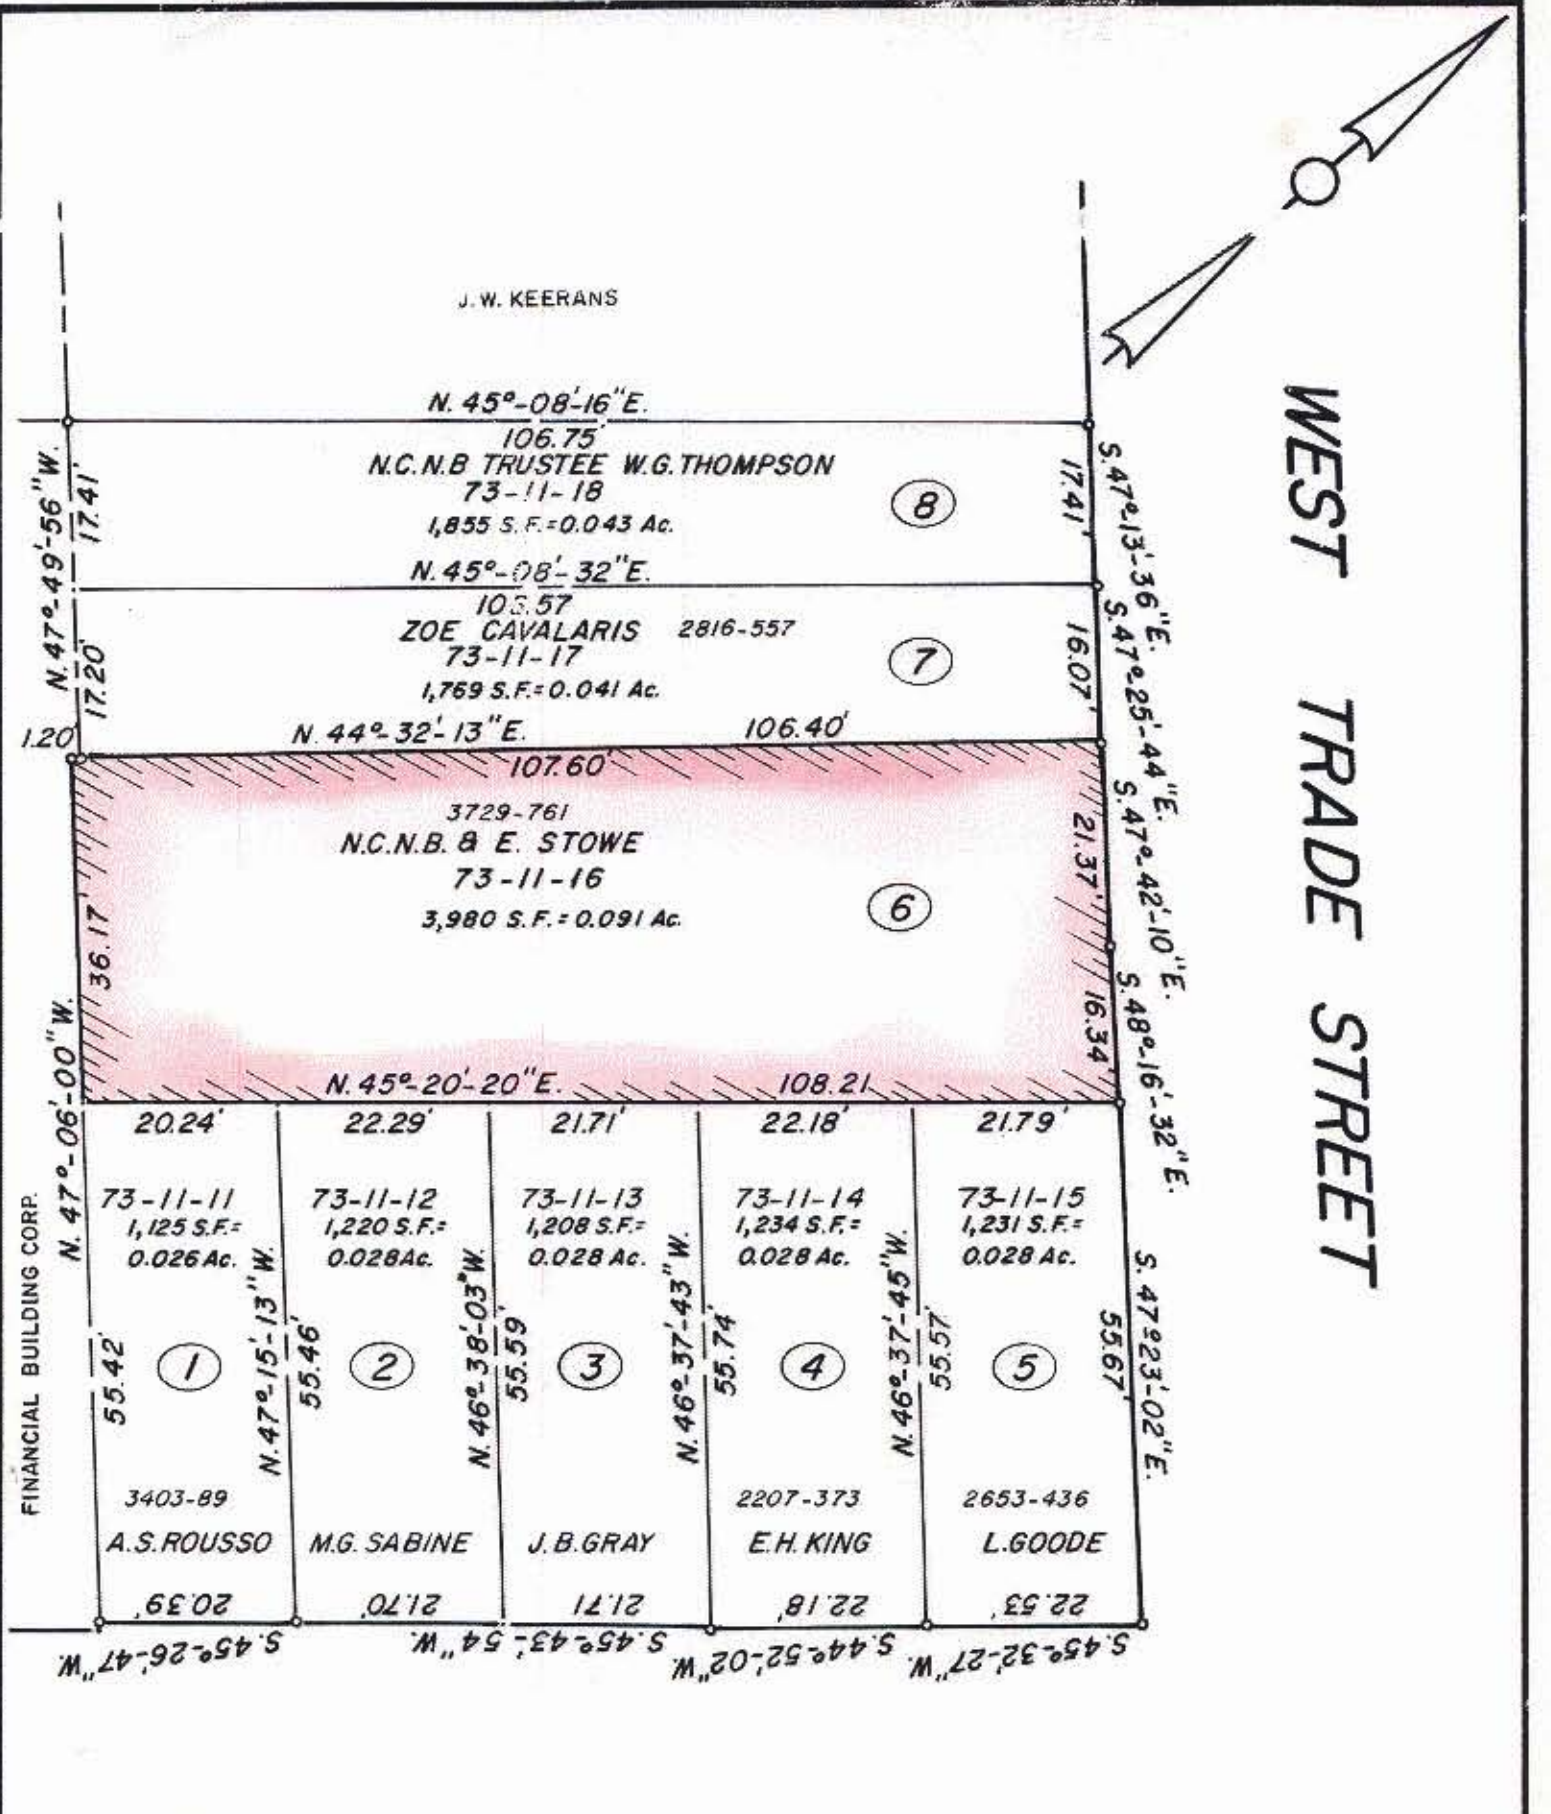 J.W. KEERANS
WEST TRADE STREET
N. 45°-08'-16"E.
106.75'
N.C.N.B TRUSTEE W.G. THOMPSON
73-11-18
1,855 S.F.=0.043 Ac.
8
N.47°-49'-56"W.
17.41'
17.41'
S.47°-13'-36"E.
N.45°-08'-32"E.
ZOE CAVALARIS 2816-557
73-11-17
1,769 S.F.=0.041 Ac.
7
17.20'
16.07'
S.47°-25'-44"E.
1.20'
N. 44°-32'-13"E. 106.40'
107.60'
3729-761
N.C.N.B. & E. STOWE
73-11-16
3,980 S.F.=0.091 Ac.
6
36.17'
21.37'
S.47°-42'-10"E.
16.34'
S.48°-16'-32"E.
N. 47°-06'-00"W.
N.45°-20'-20"E. 108.21
20.24' 22.29' 21.71' 22.18' 21.79'
73-11-11
1,125 S.F.=
0.026 Ac.
55.42'
1
3403-89
A.S.ROUSSO
20.39'
S.45°-26'-47"W.
N.47°-15'-13"W.
73-11-12
1,220 S.F.=
0.028Ac.
55.46'
2
M.G. SABINE
21.70'
N.46°-38'-03"W.
73-11-13
1,208 S.F.=
0.028 Ac.
55.59'
3
J.B.GRAY
21.71
S.45°-43'-54"W.
N.46°-37'-43"W.
73-11-14
1,234 S.F.=
0.028 Ac.
55.74'
4
2207-373
E.H. KING
22.18'
S.44°-52'-02"W.
N.46°-37'-45"W.
73-11-15
1,231 S.F.=
0.028 Ac.
55.57'
5
2653-436
L.GOODE
22.53'
S.45°-32'-27"W.
55.67'
S. 47°23'-02"E.
FINANCIAL BUILDING CORP.